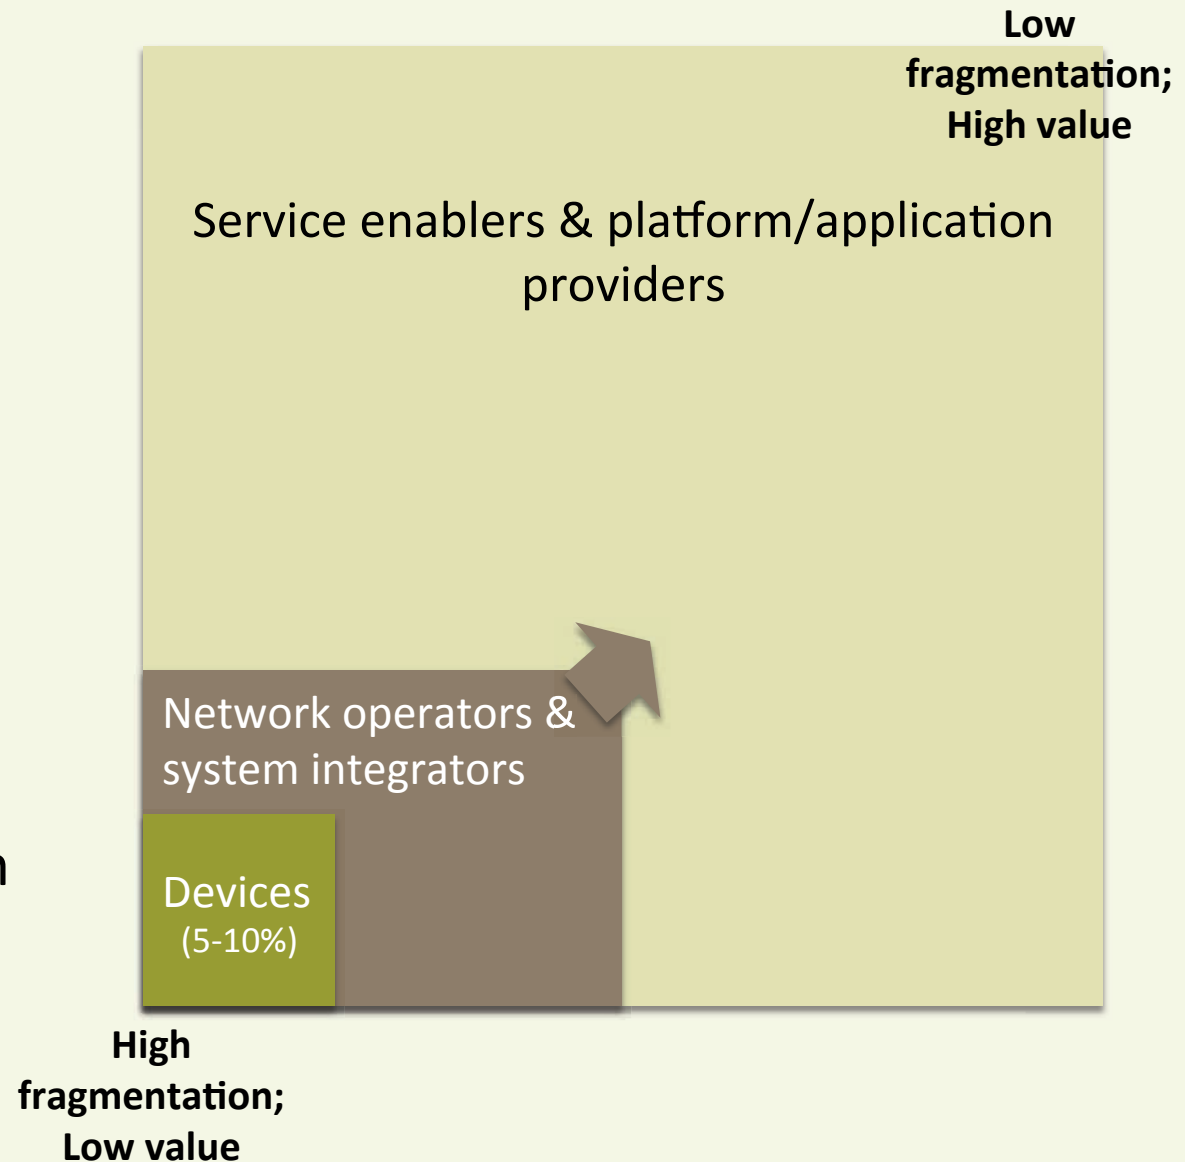 Low
fragmentation;
High value
Service enablers & platform/application
providers
Network operators &
system integrators
Devices
(5-10%)
High
fragmentation;
Low value